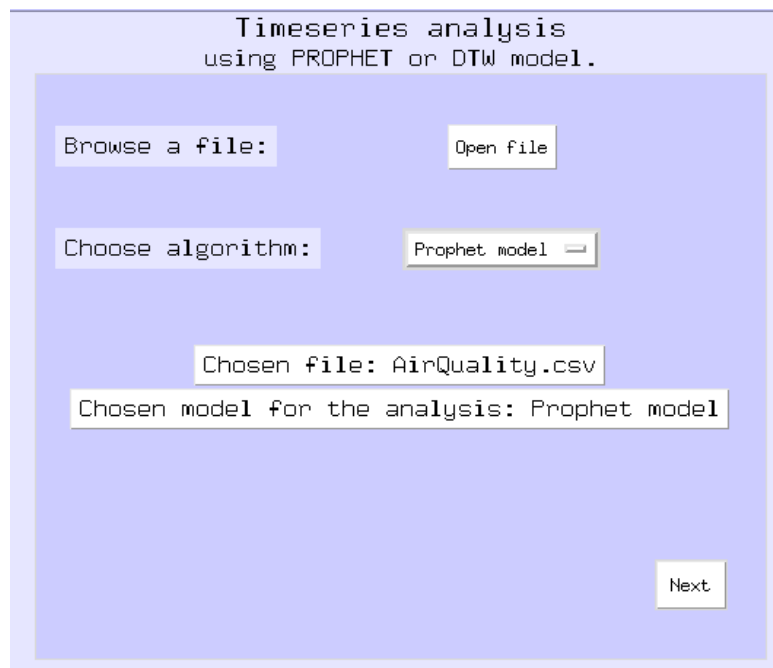 Timeseries analysis
using PROPHET or DTW model.
Browse a file:
Open file
Choose algorithm:
Prophet model
Chosen file: AirQuality.csv
Chosen model for the analysis: Prophet model
Next